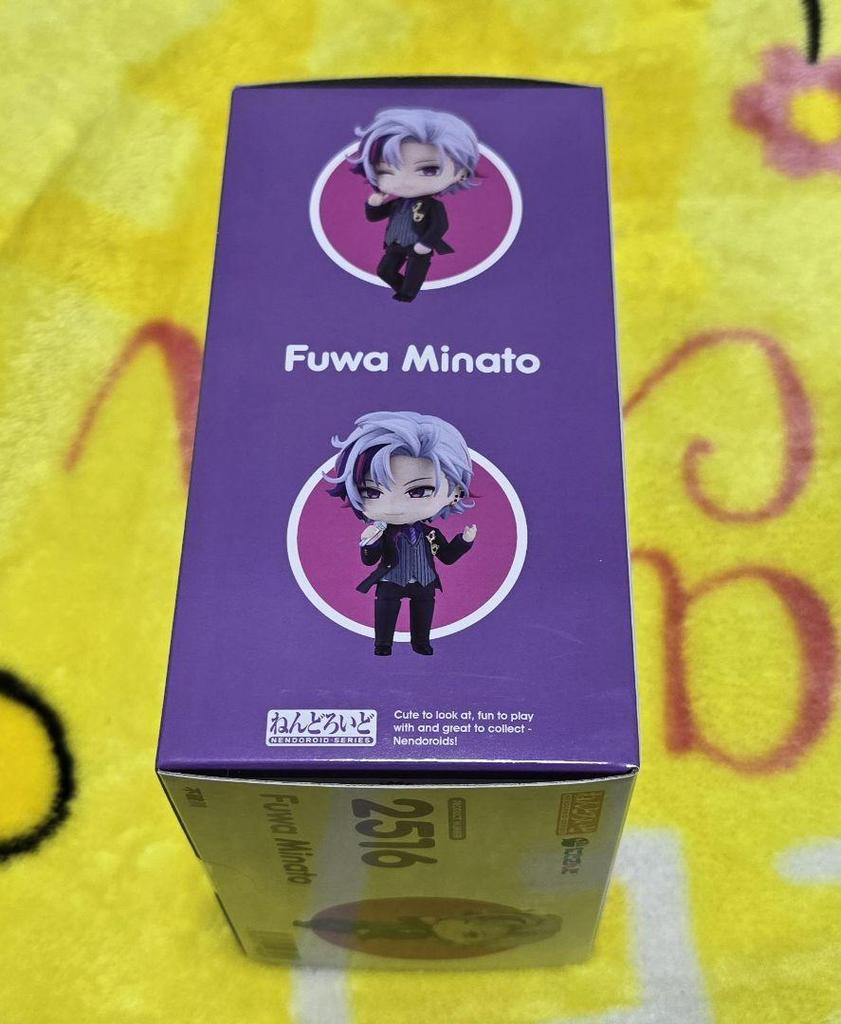 Fuwa Minato
ねんどろいど
NENDOROID SERIES
Cute to look at, fun to play
with and great to collect -
Nendoroids!
2516
Fuwa Minato